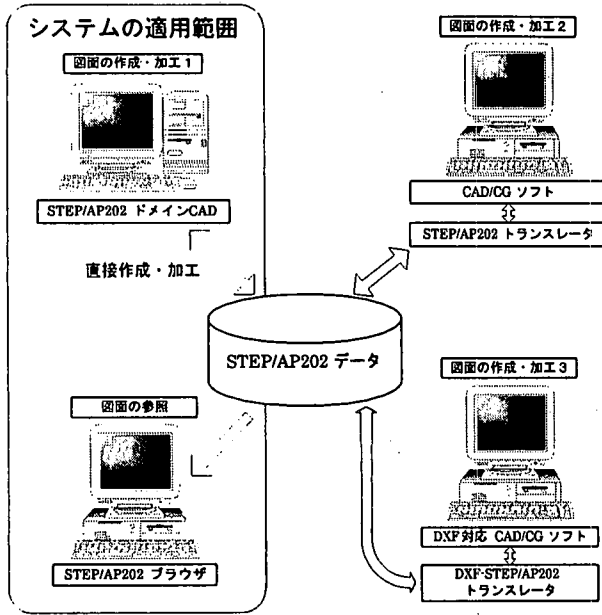 システムの適用範囲
図面の作成・加工1
STEP/AP202 ドメインCAD
直接作成・加工
STEP/AP202 データ
図面の参照
STEP/AP202 ブラウザ
図面の作成・加工2
CAD/CG ソフト
STEP/AP202 トランスレータ
図面の作成・加工3
DXF対応 CAD/CG ソフト
DXF-STEP/AP202
トランスレータ